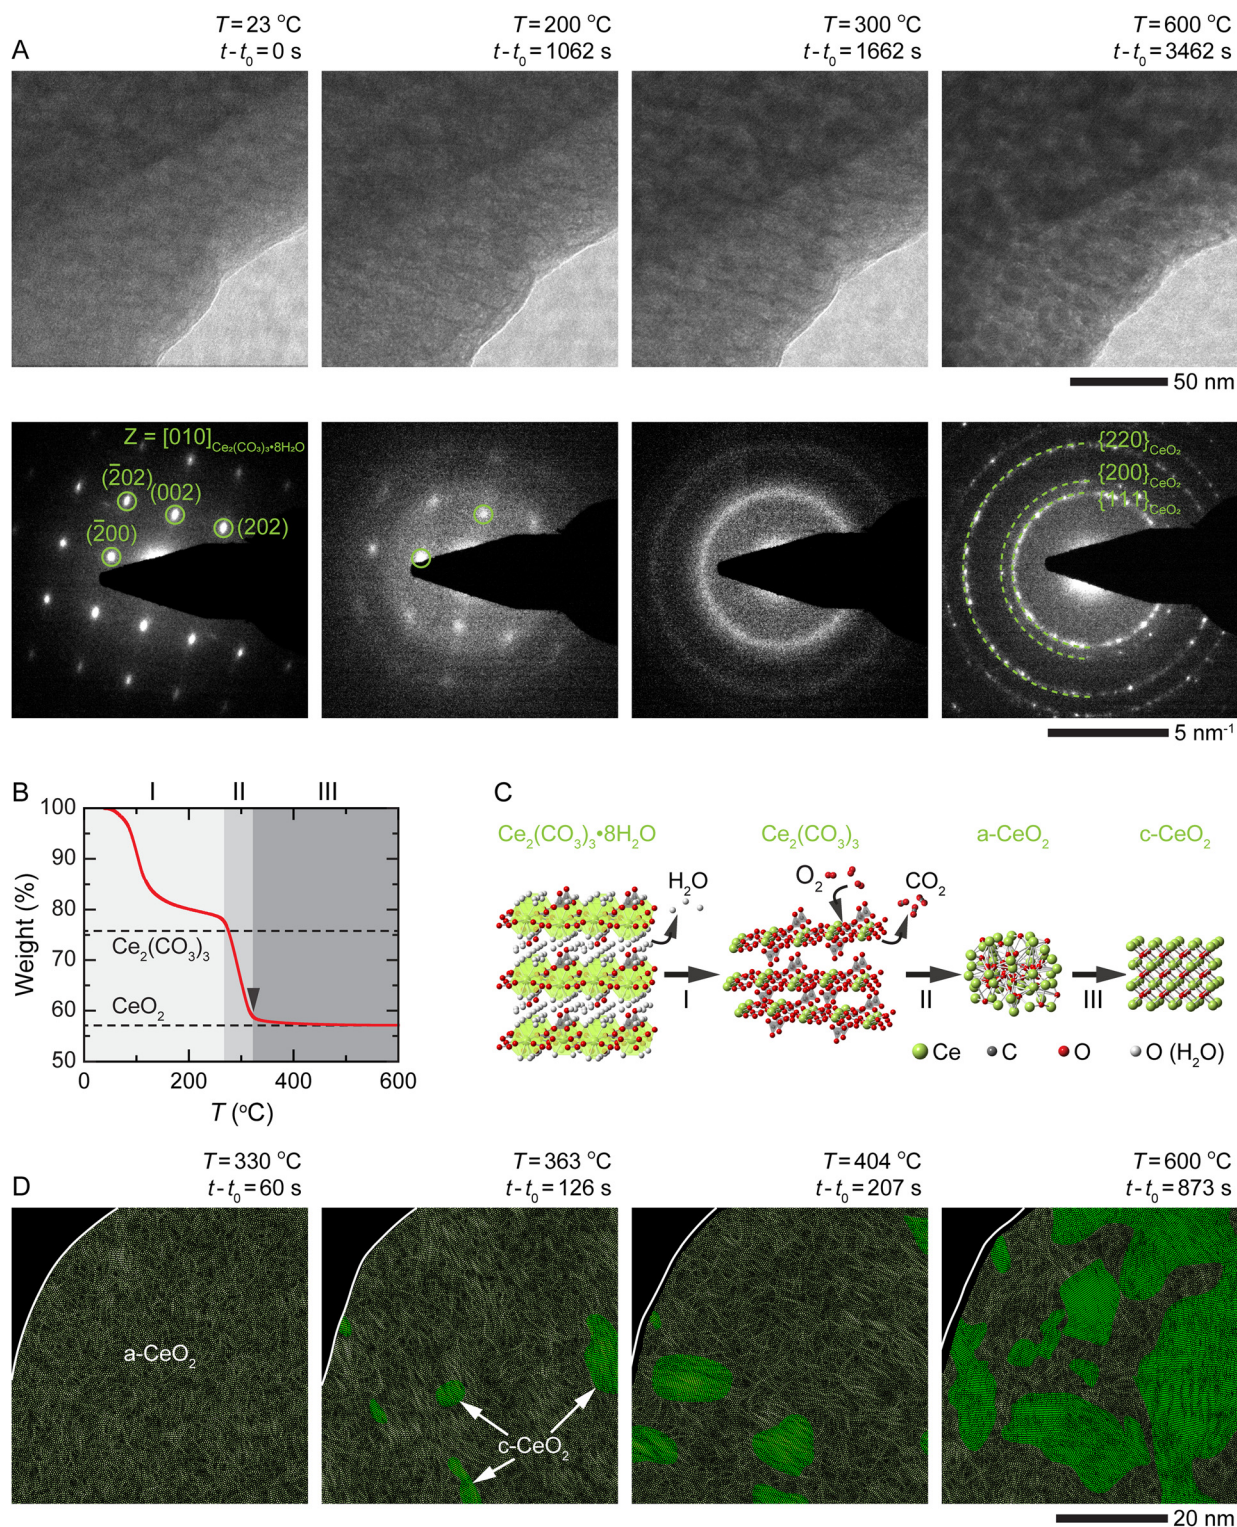 A
T = 23 °C
t - t₀ = 0 s
T = 200 °C
t - t₀ = 1062 s
T = 300 °C
t - t₀ = 1662 s
T = 600 °C
t - t₀ = 3462 s
50 nm
Z = [010]Ce₂(CO₃)₃•8H₂O
(2̅02)
(002)
(2̅00)
(202)
{220}CeO₂
{200}CeO₂
{111}CeO₂
5 nm⁻¹
B
I II III
100
90
80
70
60
50
Weight (%)
Ce₂(CO₃)₃
CeO₂
0 200 400 600
T (°C)
C
Ce₂(CO₃)₃•8H₂O
Ce₂(CO₃)₃
a-CeO₂
c-CeO₂
H₂O
O₂
CO₂
I
II
III
Ce C O O (H₂O)
D
T = 330 °C
t - t₀ = 60 s
T = 363 °C
t - t₀ = 126 s
T = 404 °C
t - t₀ = 207 s
T = 600 °C
t - t₀ = 873 s
a-CeO₂
c-CeO₂
20 nm